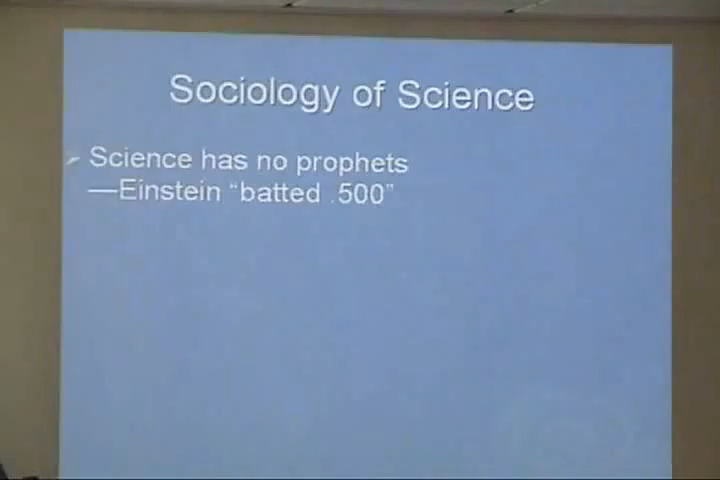 Sociology of Science
Science has no prophets
—Einstein “batted .500”